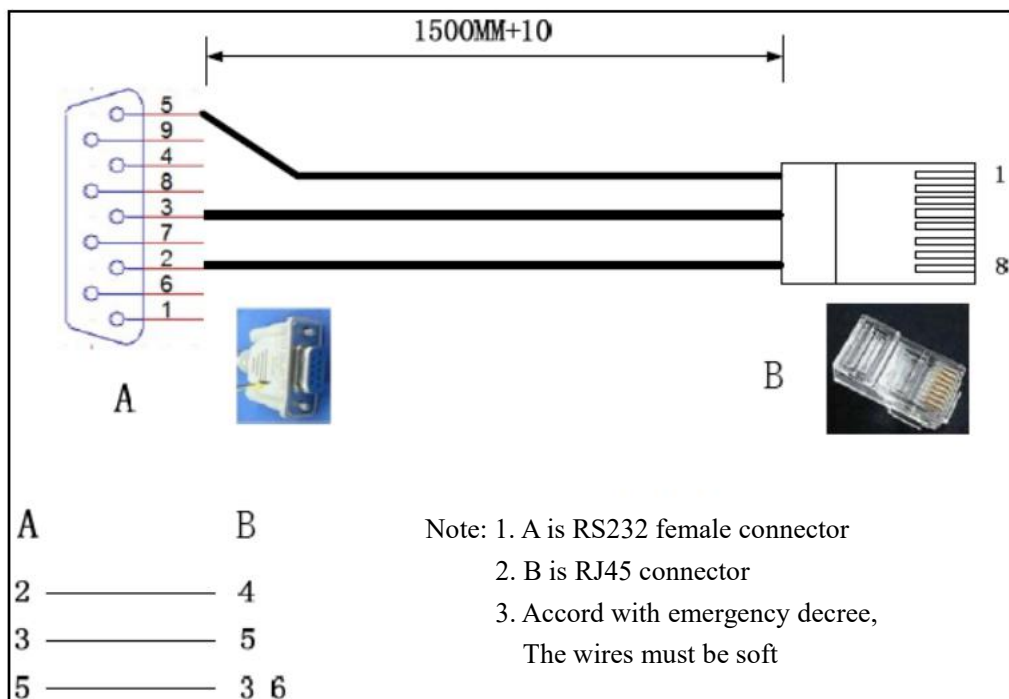 1500MM+10
5
9
4
8
3
7
2
6
1
1
8
A
B
A B
2 4
3 5
5 3 6
Note: 1. A is RS232 female connector
2. B is RJ45 connector
3. Accord with emergency decree,
The wires must be soft